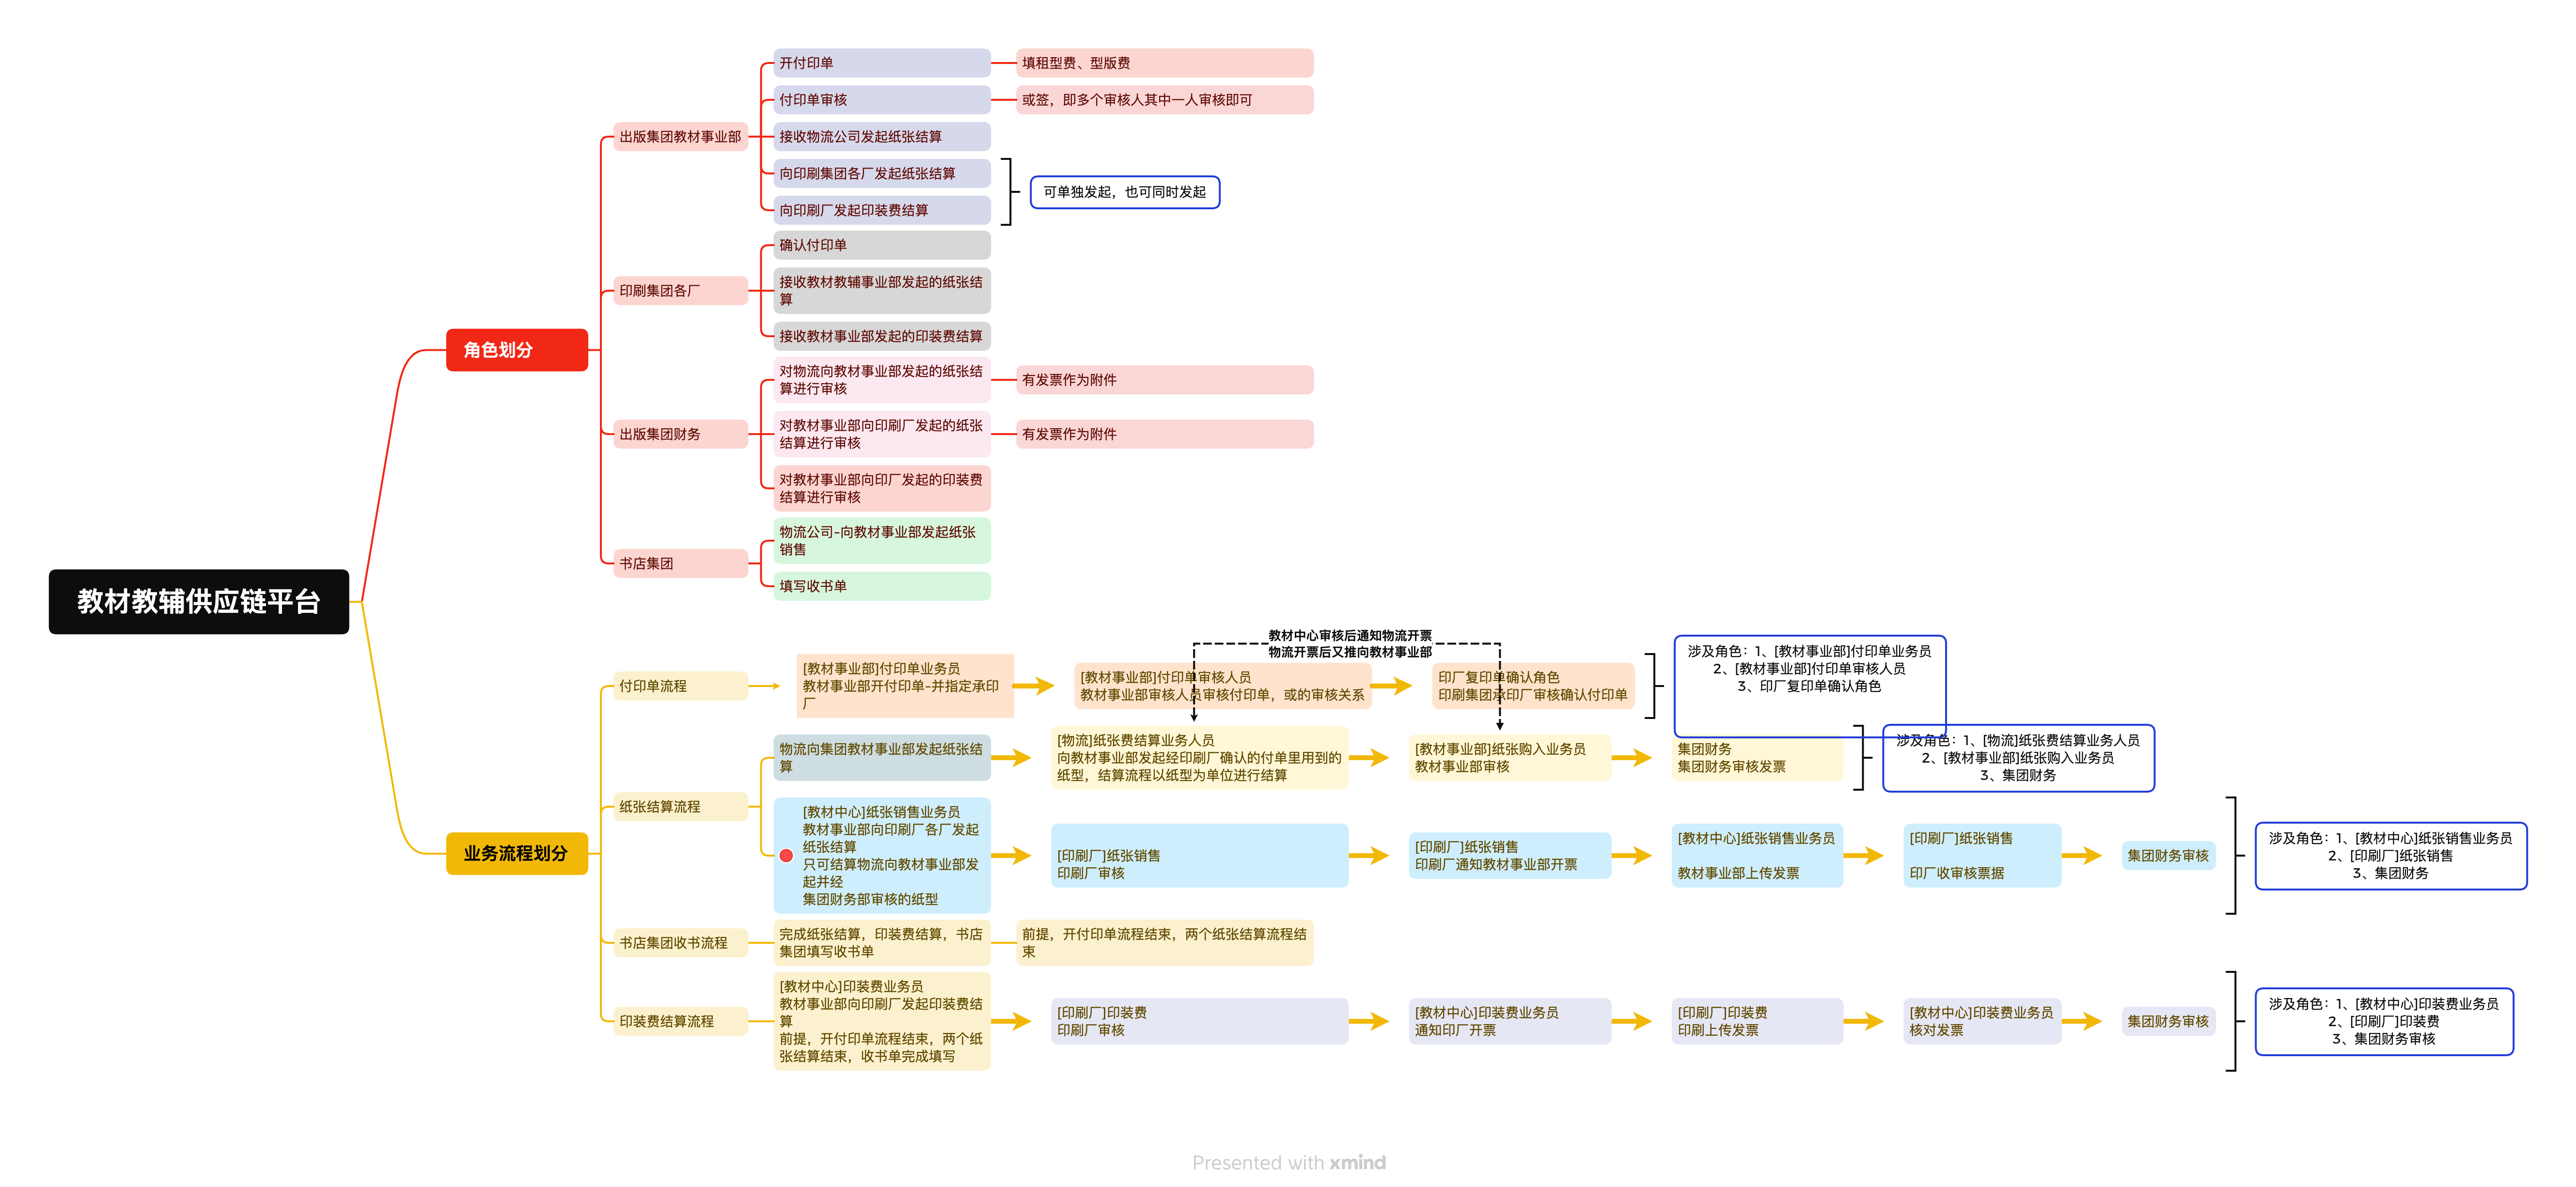 教材教辅供应链平台
角色划分
出版集团教材事业部
开付印单
填租型费、型版费
付印单审核
或签，即多个审核人其中一人审核即可
接收物流公司发起纸张结算
向印刷集团各厂发起纸张结算
向印刷厂发起印装费结算
可单独发起，也可同时发起
印刷集团各厂
确认付印单
接收教材教辅事业部发起的纸张结
算
接收教材事业部发起的印装费结算
出版集团财务
对物流向教材事业部发起的纸张结
算进行审核
有发票作为附件
对教材事业部向印刷厂发起的纸张
结算进行审核
有发票作为附件
对教材事业部向印厂发起的印装费
结算进行审核
书店集团
物流公司-向教材事业部发起纸张
销售
填写收书单
业务流程划分
付印单流程
[教材事业部]付印单业务员
教材事业部开付印单-并指定承印
厂
[教材事业部]付印单审核人员
教材事业部审核人员审核付印单，或的审核关系
印厂复印单确认角色
印刷集团承印厂审核确认付印单
涉及角色：1、[教材事业部]付印单业务员
2、[教材事业部]付印单审核人员
3、印厂复印单确认角色
教材中心审核后通知物流开票
物流开票后又推向教材事业部
纸张结算流程
物流向集团教材事业部发起纸张结
算
[物流]纸张费结算业务人员
向教材事业部发起经印刷厂确认的付单里用到的
纸型，结算流程以纸型为单位进行结算
[教材事业部]纸张购入业务员
教材事业部审核
集团财务
集团财务审核发票
涉及角色：1、[物流]纸张费结算业务人员
2、[教材事业部]纸张购入业务员
3、集团财务
[教材中心]纸张销售业务员
教材事业部向印刷厂各厂发起
纸张结算
只可结算物流向教材事业部发
起并经
集团财务部审核的纸型
[印刷厂]纸张销售
印刷厂审核
[印刷厂]纸张销售
印刷厂通知教材事业部开票
[教材中心]纸张销售业务员
教材事业部上传发票
[印刷厂]纸张销售
印厂收审核票据
集团财务审核
涉及角色：1、[教材中心]纸张销售业务员
2、[印刷厂]纸张销售
3、集团财务
书店集团收书流程
完成纸张结算，印装费结算，书店
集团填写收书单
前提，开付印单流程结束，两个纸张结算流程结
束
印装费结算流程
[教材中心]印装费业务员
教材事业部向印刷厂发起印装费结
算
前提，开付印单流程结束，两个纸
张结算结束，收书单完成填写
[印刷厂]印装费
印刷厂审核
[教材中心]印装费业务员
通知印厂开票
[印刷厂]印装费
印刷上传发票
[教材中心]印装费业务员
核对发票
集团财务审核
涉及角色：1、[教材中心]印装费业务员
2、[印刷厂]印装费
3、集团财务审核
Presented with xmind